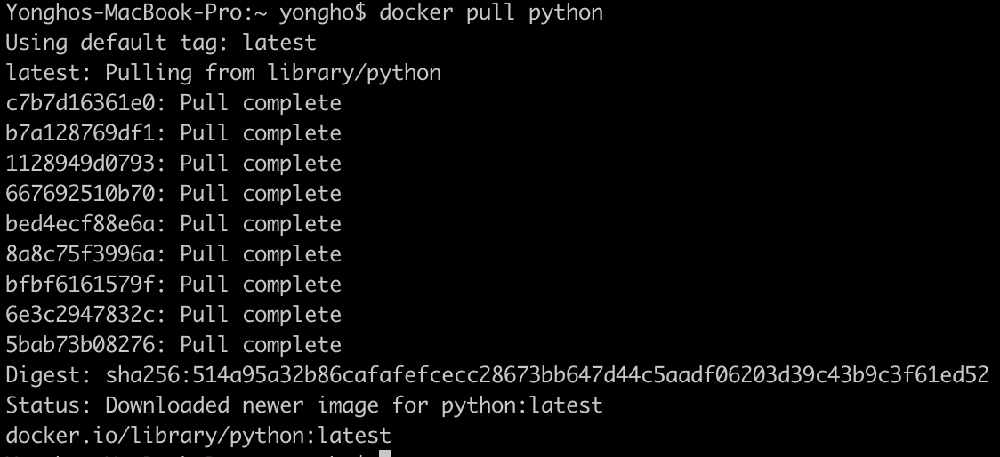 Yonghos-MacBook-Pro:~ yongho$ docker pull python
Using default tag: latest
latest: Pulling from library/python
c7b7d16361e0: Pull complete
b7a128769df1: Pull complete
1128949d0793: Pull complete
667692510b70: Pull complete
bed4ecf88e6a: Pull complete
8a8c75f3996a: Pull complete
bfbf6161579f: Pull complete
6e3c2947832c: Pull complete
5bab73b08276: Pull complete
Digest: sha256:514a95a32b86cafafefcecc28673bb647d44c5aadf06203d39c43b9c3f61ed52
Status: Downloaded newer image for python:latest
docker.io/library/python:latest